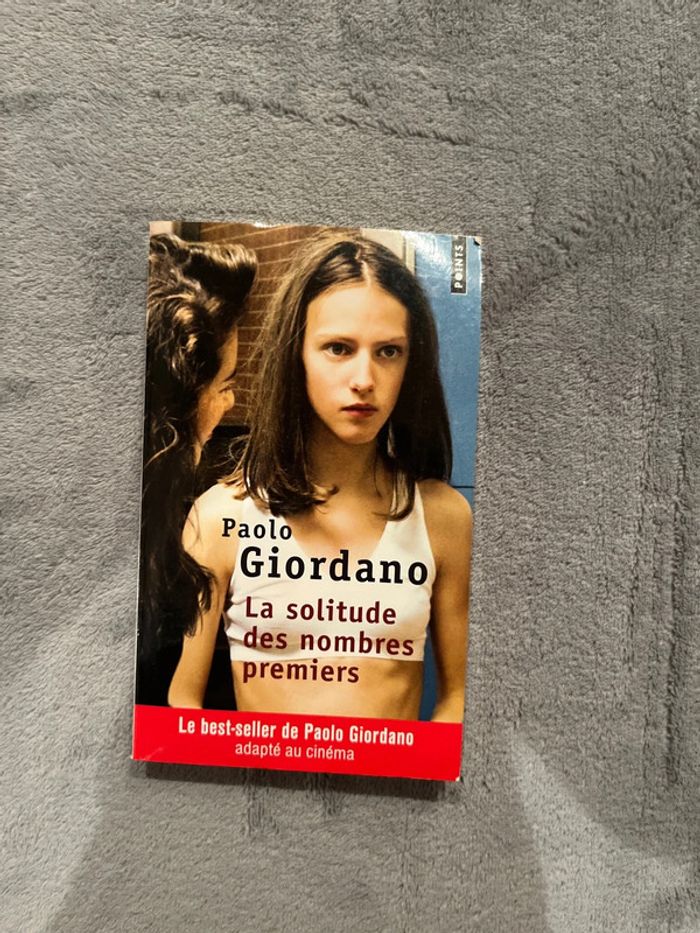 POINTS
Paolo
Giordano
La solitude
des nombres
premiers
Le best-seller de Paolo Giordano
adapté au cinéma